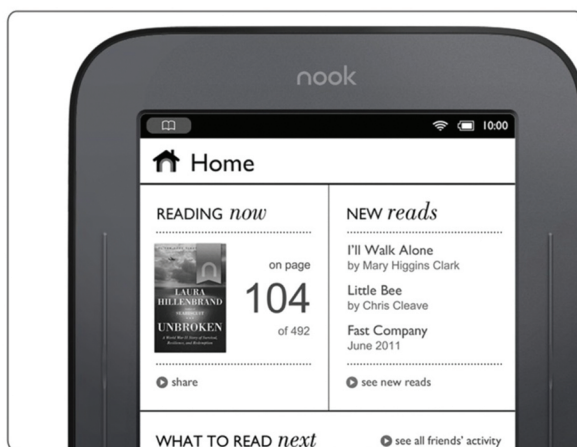 nook
10:00
Home
READING now
LAURA
HILLENBRAND
UNBROKEN
on page
104
of 492
share
NEW reads
I'll Walk Alone
by Mary Higgins Clark
Little Bee
by Chris Cleave
Fast Company
June 2011
see new reads
WHAT TO READ next
see all friends' activity